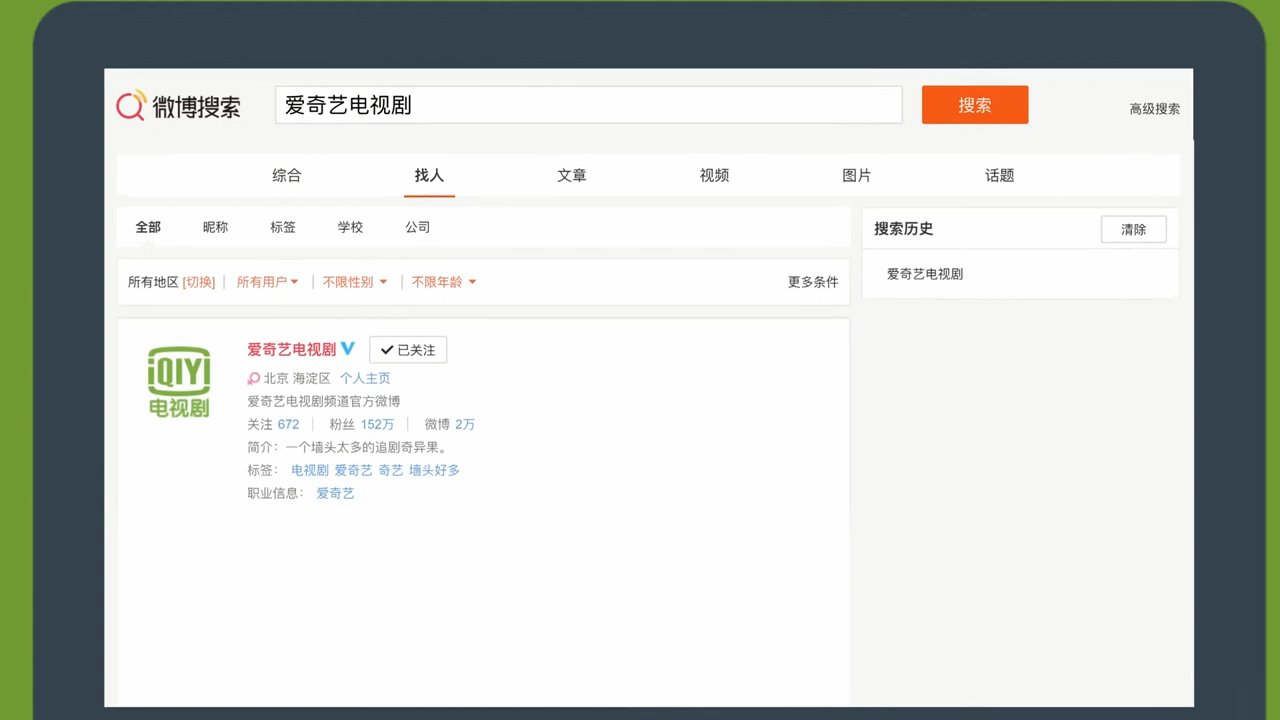 微博搜索
爱奇艺电视剧
搜索
高级搜索
综合 找人 文章 视频 图片 话题
全部 昵称 标签 学校 公司
所有地区 [切换] 所有用户 不限性别 不限年龄 更多条件
搜索历史 清除
爱奇艺电视剧
iQIYI
电视剧
爱奇艺电视剧 V 已关注
北京 海淀区 个人主页
爱奇艺电视剧频道官方微博
关注 672 | 粉丝 152万 | 微博 2万
简介：一个墙头太多的追剧奇异果。
标签： 电视剧 爱奇艺 奇艺 墙头好多
职业信息： 爱奇艺